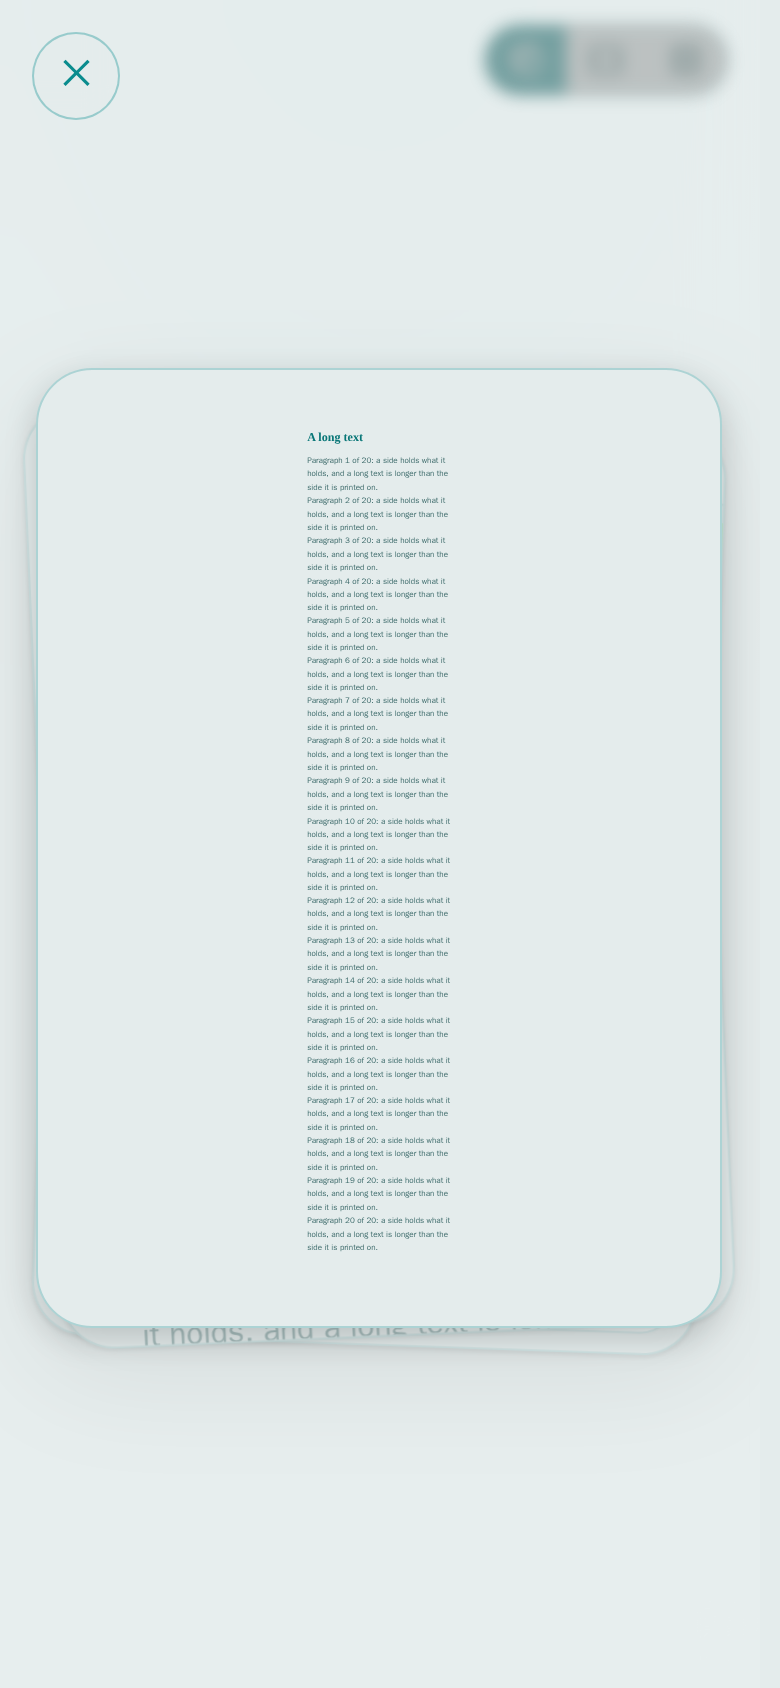 A long text
Paragraph 1 of 20: a side holds what it
holds, and a long text is longer than the
side it is printed on.
Paragraph 2 of 20: a side holds what it
holds, and a long text is longer than the
side it is printed on.
Paragraph 3 of 20: a side holds what it
holds, and a long text is longer than the
side it is printed on.
Paragraph 4 of 20: a side holds what it
holds, and a long text is longer than the
side it is printed on.
Paragraph 5 of 20: a side holds what it
holds, and a long text is longer than the
side it is printed on.
Paragraph 6 of 20: a side holds what it
holds, and a long text is longer than the
side it is printed on.
Paragraph 7 of 20: a side holds what it
holds, and a long text is longer than the
side it is printed on.
Paragraph 8 of 20: a side holds what it
holds, and a long text is longer than the
side it is printed on.
Paragraph 9 of 20: a side holds what it
holds, and a long text is longer than the
side it is printed on.
Paragraph 10 of 20: a side holds what it
holds, and a long text is longer than the
side it is printed on.
Paragraph 11 of 20: a side holds what it
holds, and a long text is longer than the
side it is printed on.
Paragraph 12 of 20: a side holds what it
holds, and a long text is longer than the
side it is printed on.
Paragraph 13 of 20: a side holds what it
holds, and a long text is longer than the
side it is printed on.
Paragraph 14 of 20: a side holds what it
holds, and a long text is longer than the
side it is printed on.
Paragraph 15 of 20: a side holds what it
holds, and a long text is longer than the
side it is printed on.
Paragraph 16 of 20: a side holds what it
holds, and a long text is longer than the
side it is printed on.
Paragraph 17 of 20: a side holds what it
holds, and a long text is longer than the
side it is printed on.
Paragraph 18 of 20: a side holds what it
holds, and a long text is longer than the
side it is printed on.
Paragraph 19 of 20: a side holds what it
holds, and a long text is longer than the
side it is printed on.
Paragraph 20 of 20: a side holds what it
holds, and a long text is longer than the
side it is printed on.
it holds, and a long text is